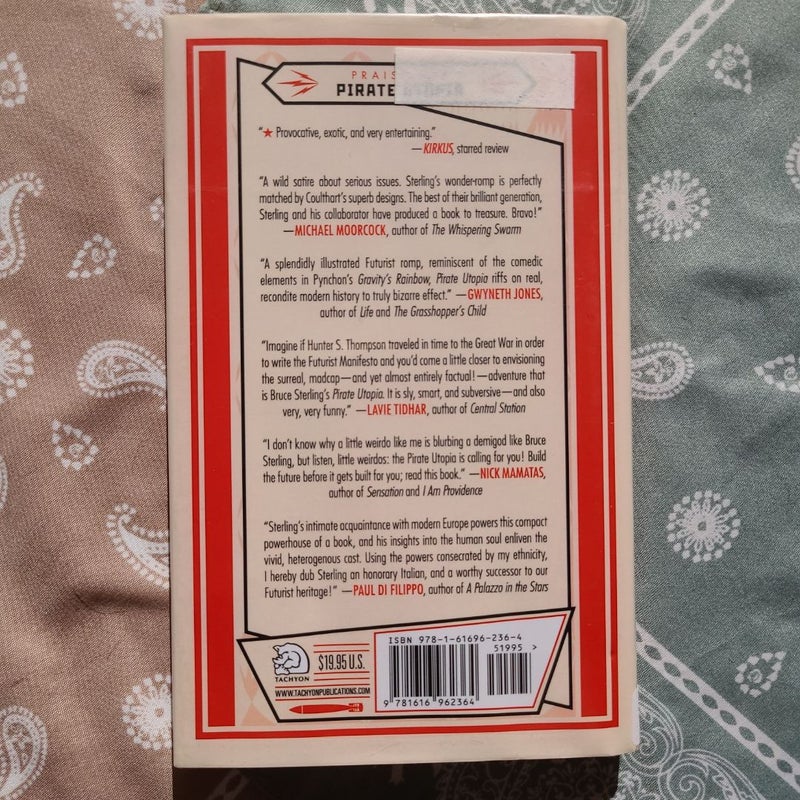 PRAIS
PIRATE
"★ Provocative, exotic, and very entertaining."
—KIRKUS, starred review
"A wild satire about serious issues. Sterling's wonder-romp is perfectly
matched by Coulthart's superb designs. The best of their brilliant generation,
Sterling and his collaborator have produced a book to treasure. Bravo!"
—MICHAEL MOORCOCK, author of The Whispering Swarm
"A splendidly illustrated Futurist romp, reminiscent of the comedic
elements in Pynchon's Gravity's Rainbow, Pirate Utopia riffs on real,
recondite modern history to truly bizarre effect." —GWYNETH JONES,
author of Life and The Grasshopper's Child
"Imagine if Hunter S. Thompson traveled in time to the Great War in order
to write the Futurist Manifesto and you'd come a little closer to envisioning
the surreal, madcap—and yet almost entirely factual!—adventure that
is Bruce Sterling's Pirate Utopia. It is sly, smart, and subversive—and also
very, very funny." —LAVIE TIDHAR, author of Central Station
"I don't know why a little weirdo like me is blurbing a demigod like Bruce
Sterling, but listen, little weirdos: the Pirate Utopia is calling for you! Build
the future before it gets built for you; read this book." —NICK MAMATAS,
author of Sensation and I Am Providence
"Sterling's intimate acquaintance with modern Europe powers this compact
powerhouse of a book, and his insights into the human soul enliven the
vivid, heterogenous cast. Using the powers consecrated by my ethnicity,
I hereby dub Sterling an honorary Italian, and a worthy successor to our
Futurist heritage!" —PAUL DI FILIPPO, author of A Palazzo in the Stars
TACHYON
$19.95 U.S.
WWW.TACHYONPUBLICATIONS.COM
ISBN 978-1-61696-236-4
51995 >
9 781616 962364